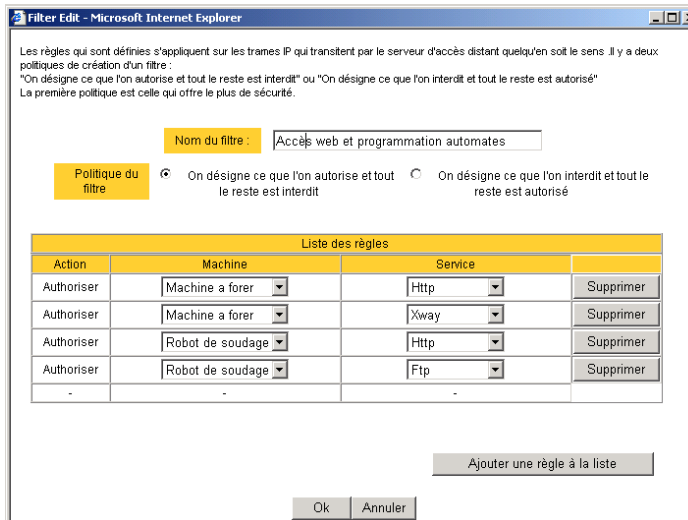 Filter Edit - Microsoft Internet Explorer
Les règles qui sont définies s'appliquent sur les trames IP qui transitent par le serveur d'accès distant quelqu'en soit le sens .Il y a deux
politiques de création d'un filtre :
"On désigne ce que l'on autorise et tout le reste est interdit" ou "On désigne ce que l'on interdit et tout le reste est autorisé"
La première politique est celle qui offre le plus de sécurité.
Nom du filtre : Accès web et programmation automates
Politique du
filtre
On désigne ce que l'on autorise et tout
le reste est interdit
On désigne ce que l'on interdit et tout le
reste est autorisé
Liste des règles
Action Machine Service
Authoriser Machine a forer Http Supprimer
Authoriser Machine a forer Xway Supprimer
Authoriser Robot de soudage Http Supprimer
Authoriser Robot de soudage Ftp Supprimer
- - -
Ajouter une règle à la liste
Ok Annuler